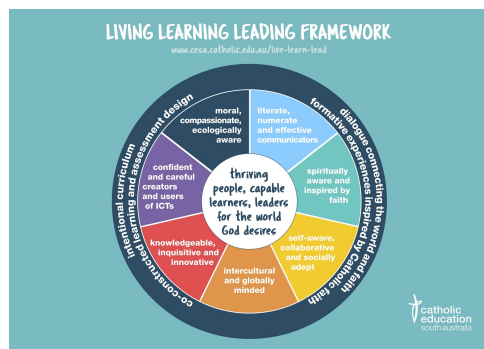 LIVING LEARNING LEADING FRAMEWORK
www.cesa.catholic.edu.au/live-learn-lead
intentional curriculum
co-constructed learning and assessment design
dialogue connecting the world and faith
formative experiences inspired by Catholic faith
moral,
compassionate,
ecologically
aware
literate,
numerate
and effective
communicators
spiritually
aware and
inspired by
faith
self-aware,
collaborative
and socially
adept
intercultural
and globally
minded
knowledgeable,
inquisitive and
innovative
confident
and careful
creators
and users
of ICTs
thriving
people, capable
learners, leaders
for the world
God desires
catholic
education
south australia